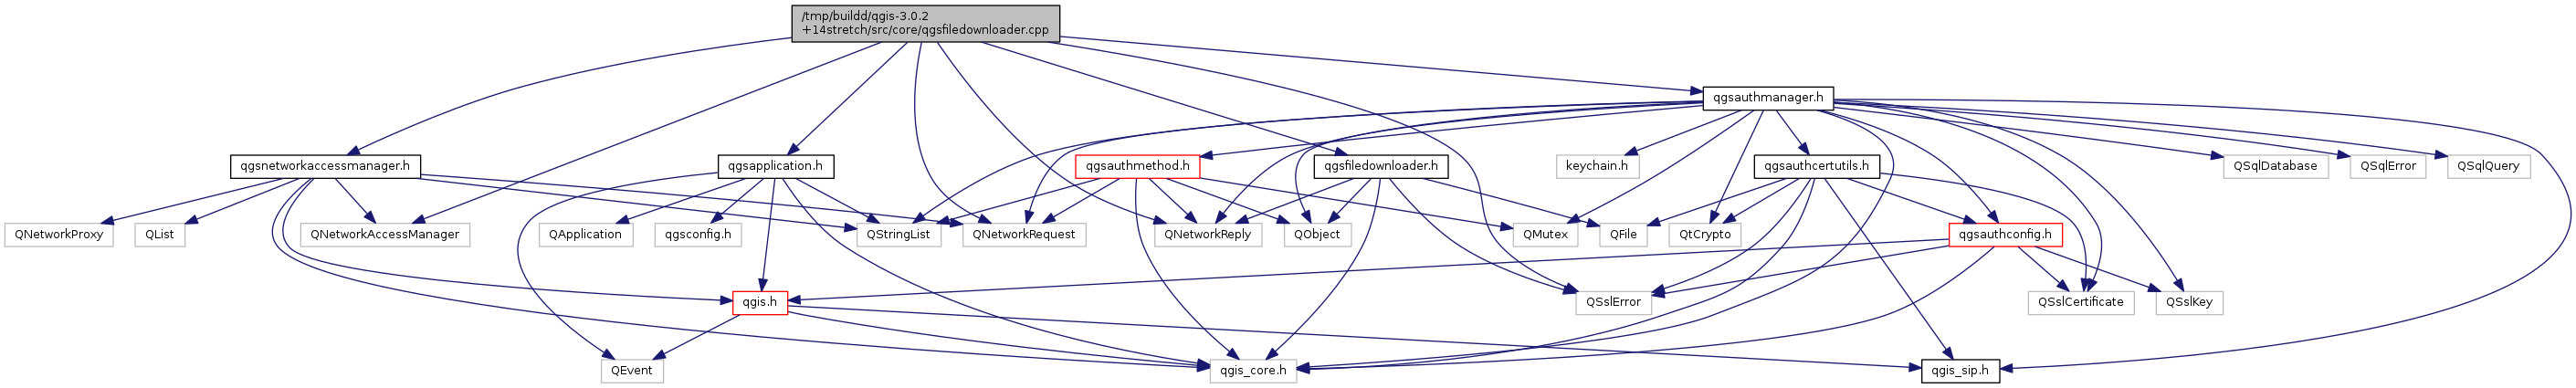 /tmp/buildd/qgis-3.0.2
+14stretch/src/core/qgsfiledownloader.cpp
qgsauthmanager.h
qgsnetworkaccessmanager.h
qgsapplication.h
qgsauthmethod.h
qgsfiledownloader.h
keychain.h
qgsauthcertutils.h
QSqlDatabase
QSqlError
QSqlQuery
QNetworkProxy
QList
QNetworkAccessManager
QApplication
qgsconfig.h
QStringList
QNetworkRequest
QNetworkReply
QObject
QMutex
QFile
QtCrypto
qgsauthconfig.h
qgis.h
QSslError
QSslCertificate
QSslKey
QEvent
qgis_core.h
qgis_sip.h